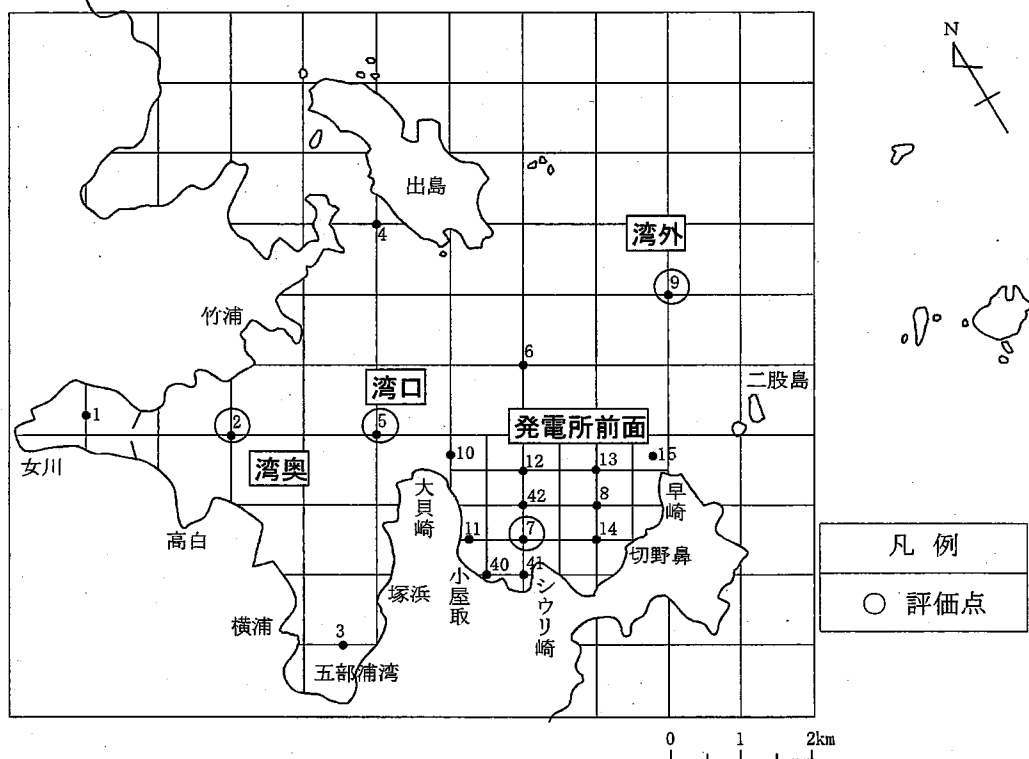 N
出島
4
湾外
9
竹浦
6
二股島
湾口
1
2
5
発電所前面
10
12
13
15
女川
湾奥
大貝崎
42
8
早崎
高白
11
7
14
切野鼻
凡 例
○ 評価点
40
41
小屋取
シウリ崎
塚浜
横浦
3
五部浦湾
0 1 2km